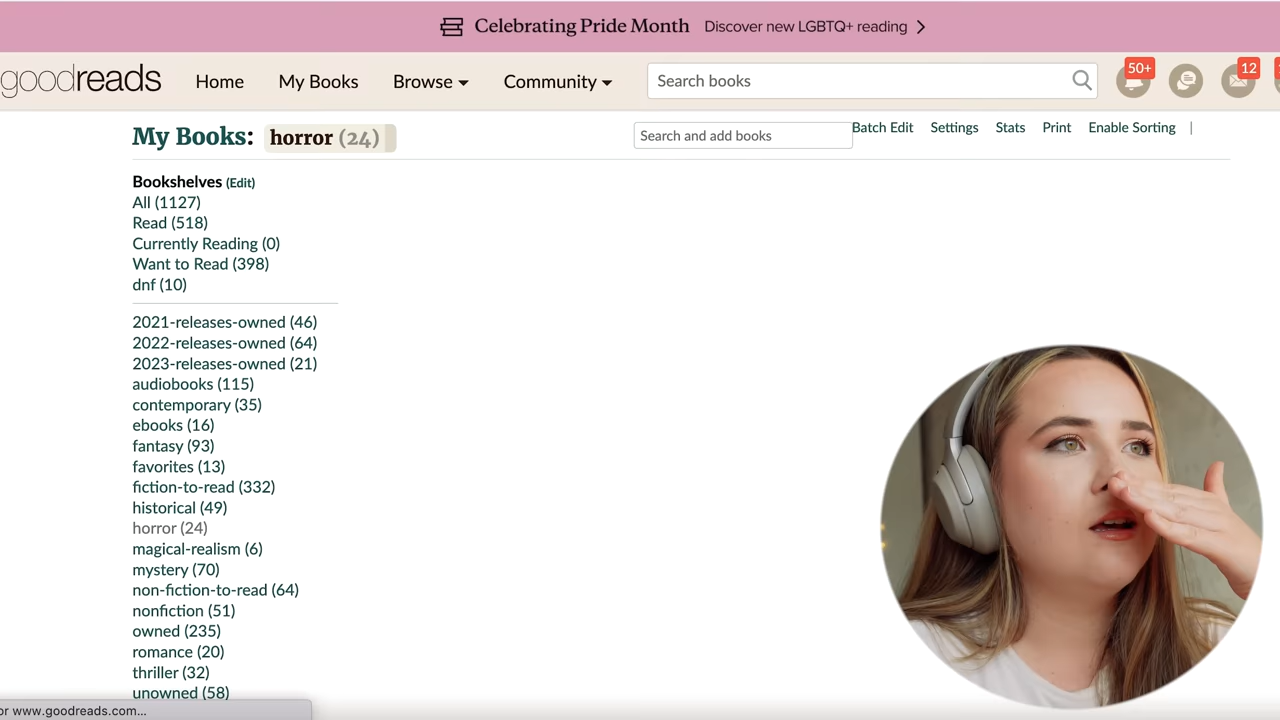 Celebrating Pride Month Discover new LGBTQ+ reading
goodreads Home My Books Browse Community Search books 50+ 12
My Books: horror (24) Search and add books Batch Edit Settings Stats Print Enable Sorting |
Bookshelves (Edit)
All (1127)
Read (518)
Currently Reading (0)
Want to Read (398)
dnf (10)
2021-releases-owned (46)
2022-releases-owned (64)
2023-releases-owned (21)
audiobooks (115)
contemporary (35)
ebooks (16)
fantasy (93)
favorites (13)
fiction-to-read (332)
historical (49)
horror (24)
magical-realism (6)
mystery (70)
non-fiction-to-read (64)
nonfiction (51)
owned (235)
romance (20)
thriller (32)
unowned (58)
or www.goodreads.com...